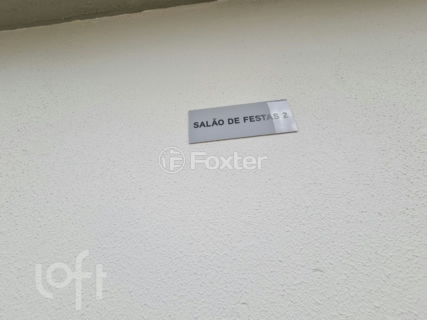 SALÃO DE FESTAS 2
Foxter
loft